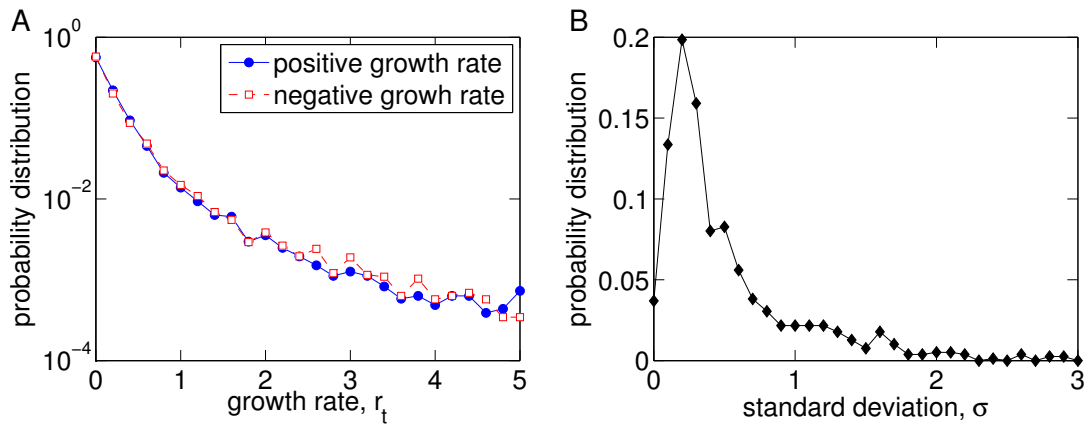 A
probability distribution
10^0
10^-2
10^-4
positive growth rate
negative growth rate
0 1 2 3 4 5
growth rate, r_t
B
probability distribution
0.2
0.15
0.1
0.05
0
0 1 2 3
standard deviation, σ